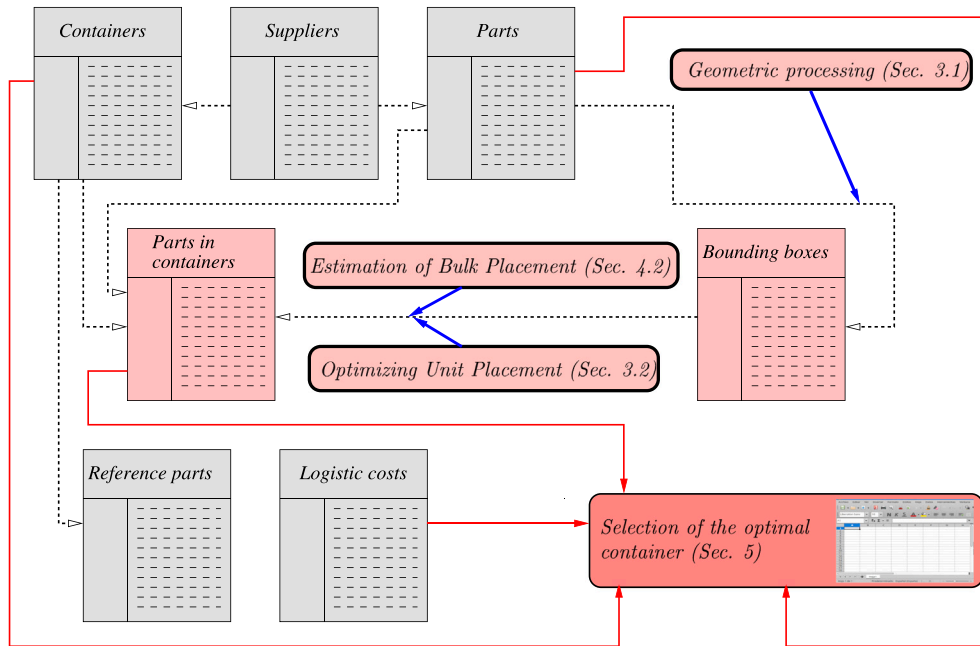 Containers
Suppliers
Parts
Geometric processing (Sec. 3.1)
Parts in
containers
Estimation of Bulk Placement (Sec. 4.2)
Bounding boxes
Optimizing Unit Placement (Sec. 3.2)
Reference parts
Logistic costs
Selection of the optimal
container (Sec. 5)